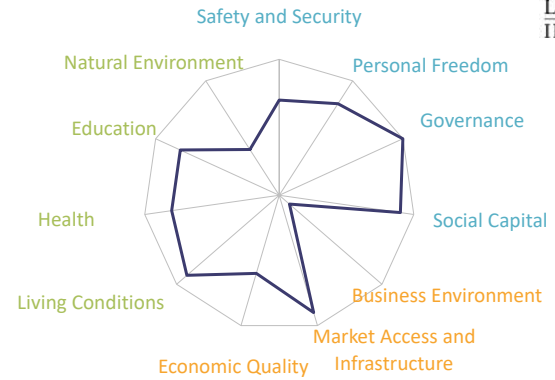 Safety and Security
Natural Environment
Personal Freedom
Education
Governance
Health
Social Capital
Living Conditions
Business Environment
Market Access and
Infrastructure
Economic Quality